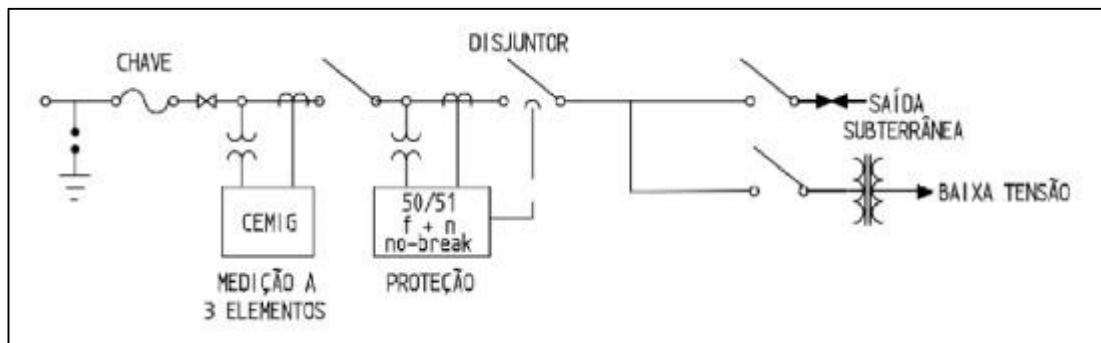 CHAVE
DISJUNTOR
SAÍDA
SUBTERRÂNEA
BAIXA TENSÃO
CEMIG
50/51
f + n
no-break
MEDIÇÃO A
3 ELEMENTOS
PROTEÇÃO